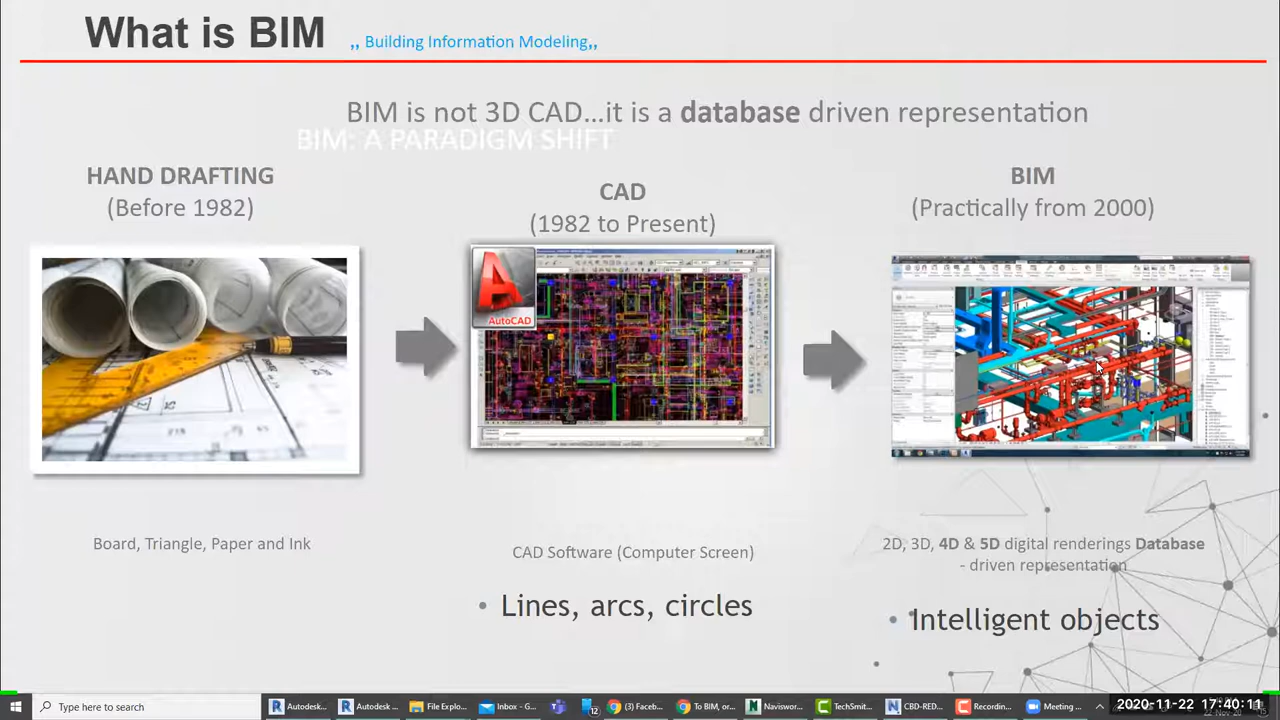 What is BIM ,, Building Information Modeling,,
BIM is not 3D CAD…it is a database driven representation
BIM: A PARADIGM SHIFT
HAND DRAFTING
(Before 1982)
CAD
(1982 to Present)
BIM
(Practically from 2000)
AutoCAD
Board, Triangle, Paper and Ink
CAD Software (Computer Screen)
• Lines, arcs, circles
2D, 3D, 4D & 5D digital renderings Database
- driven representation
• Intelligent objects
Type here to search
Autodesk...
Autodesk ...
File Explo...
Inbox - G...
12
(3) Faceb...
To BIM, or...
Naviswor...
TechSmit...
CBD-RED...
Recordin...
Meeting ...
2020-11-22 17:40:11